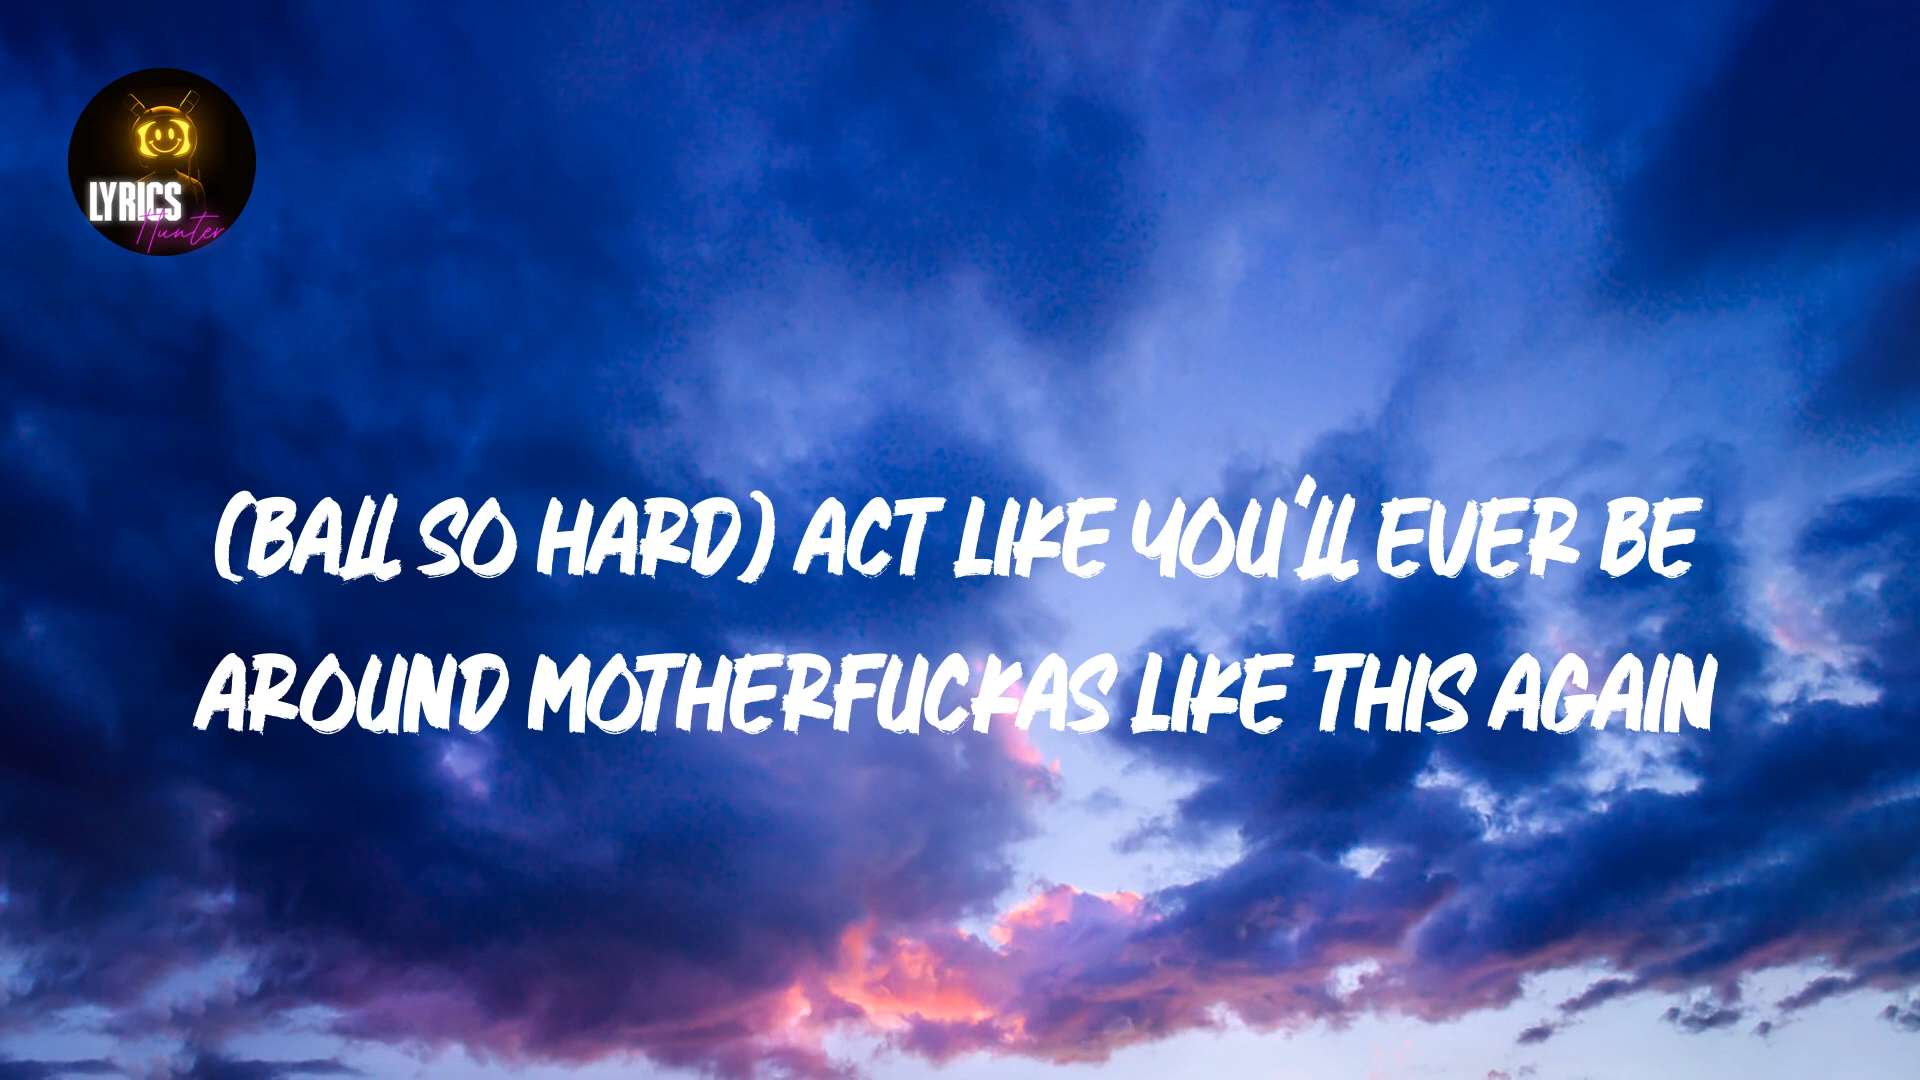 LYRICS
Hunter
(BALL SO HARD) ACT LIKE YOU'LL EVER BE
AROUND MOTHERFUCKAS LIKE THIS AGAIN